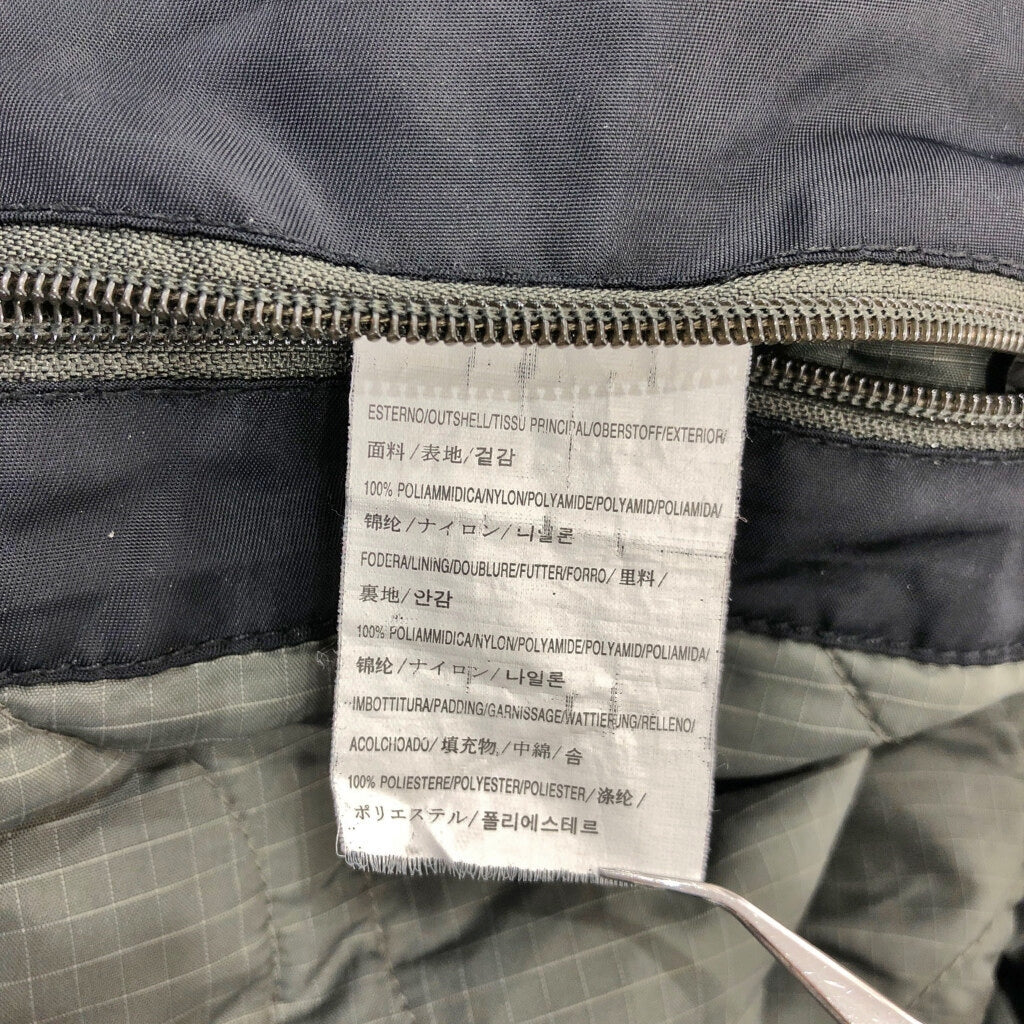 ESTERNO/OUTSHELL/TISSU PRINCIPAL/OBERSTOFF/EXTERIOR/
面料/表地/겉감
100% POLIAMMIDICA/NYLON/POLYAMIDE/POLYAMID/POLIAMIDA/
锦纶/ナイロン/나일론
FODERA/LINING/DOUBLURE/FUTTER/FORRO/里料/
裏地/안감
100% POLIAMMIDICA/NYLON/POLYAMIDE/POLYAMID/POLIAMIDA/
锦纶/ナイロン/나일론
IMBOTTITURA/PADDING/GARNISSAGE/WATTIERUNG/RELLENO/
ACOLCHOADO/填充物/中綿/솜
100% POLIESTERE/POLYESTER/POLIESTER/涤纶/
ポリエステル/폴리에스테르